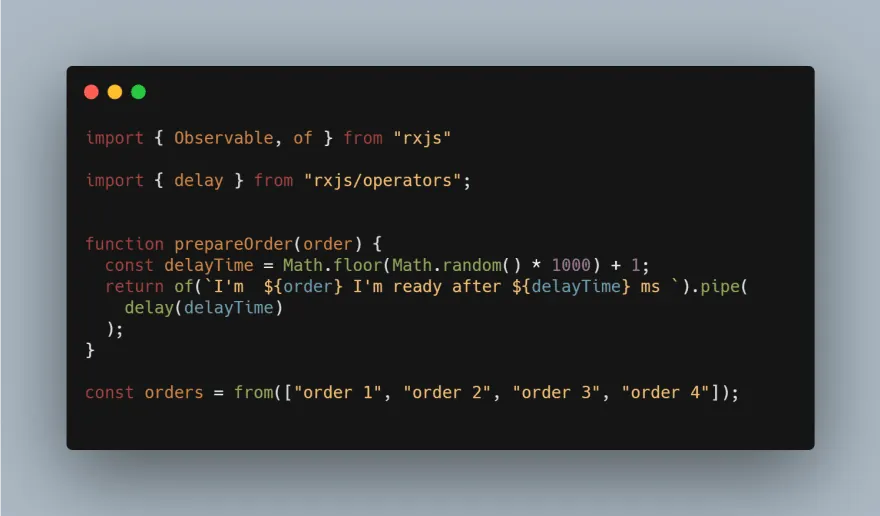 import { Observable, of } from "rxjs"
import { delay } from "rxjs/operators";
function prepareOrder(order) {
  const delayTime = Math.floor(Math.random() * 1000) + 1;
  return of(`I'm  ${order} I'm ready after ${delayTime} ms `).pipe(
    delay(delayTime)
  );
}
const orders = from(["order 1", "order 2", "order 3", "order 4"]);